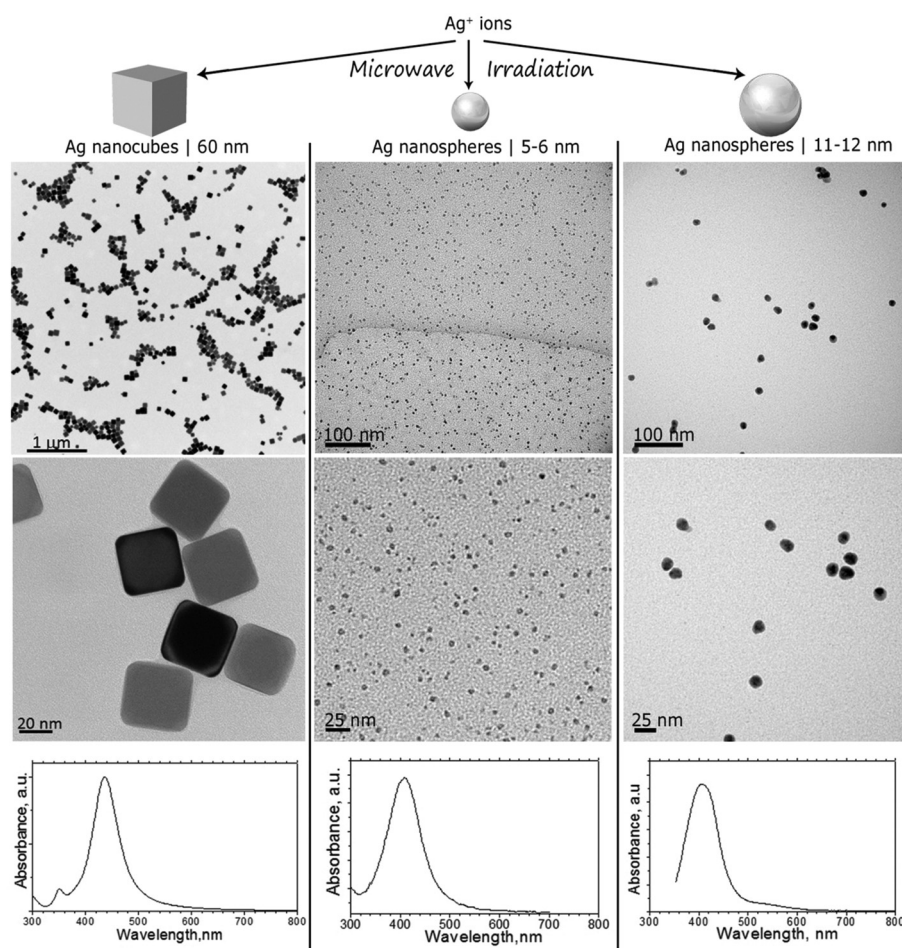 Ag⁺ ions
Microwave Irradiation
Ag nanocubes | 60 nm
Ag nanospheres | 5-6 nm
Ag nanospheres | 11-12 nm
1 μm
100 nm
100 nm
20 nm
25 nm
25 nm
Absorbance, a.u.
300 400 500 600 700 800
Wavelength,nm
Absorbance, a.u.
300 400 500 600 700 800
Wavelength,nm
Absorbance, a.u
300 400 500 600 700 800
Wavelength, nm